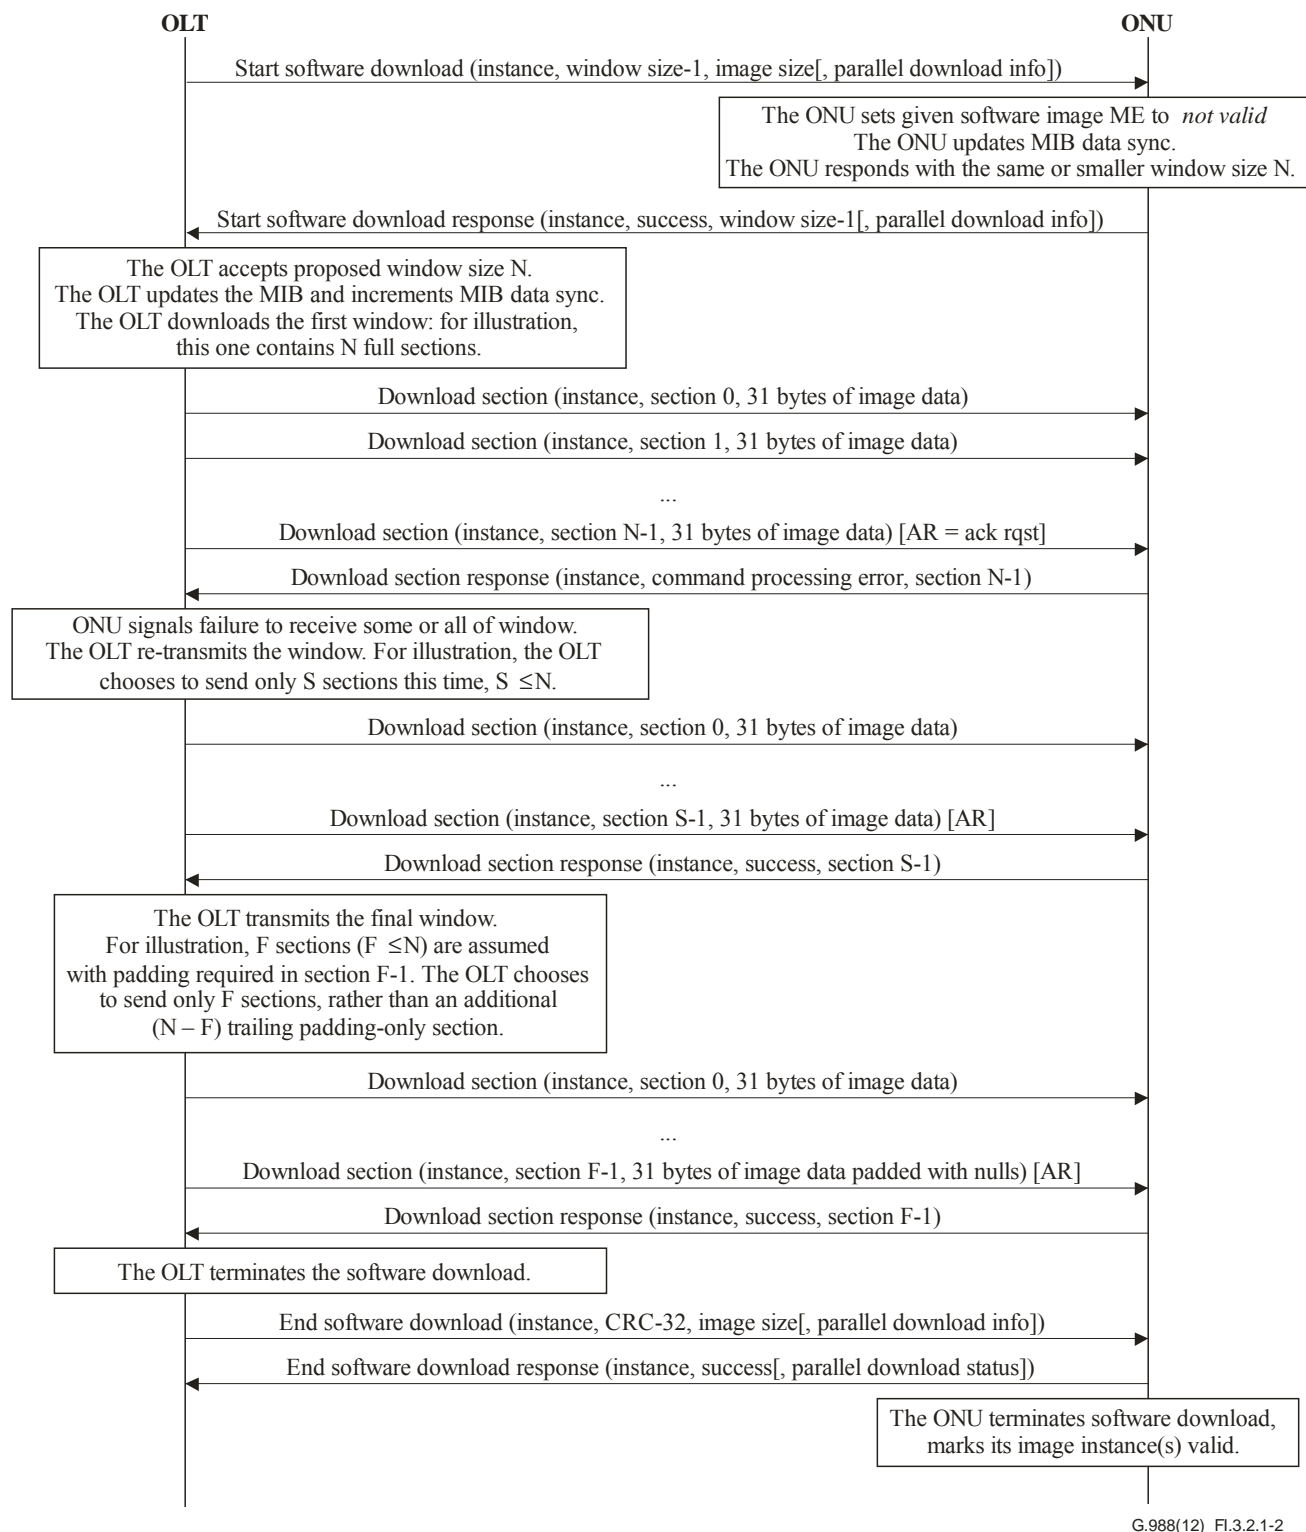 OLT
ONU
Start software download (instance, window size-1, image size[, parallel download info])
The ONU sets given software image ME to not valid
The ONU updates MIB data sync.
The ONU responds with the same or smaller window size N.
Start software download response (instance, success, window size-1[, parallel download info])
The OLT accepts proposed window size N.
The OLT updates the MIB and increments MIB data sync.
The OLT downloads the first window: for illustration,
this one contains N full sections.
Download section (instance, section 0, 31 bytes of image data)
Download section (instance, section 1, 31 bytes of image data)
...
Download section (instance, section N-1, 31 bytes of image data) [AR = ack rqst]
Download section response (instance, command processing error, section N-1)
ONU signals failure to receive some or all of window.
The OLT re-transmits the window. For illustration, the OLT
chooses to send only S sections this time, S ≤N.
Download section (instance, section 0, 31 bytes of image data)
...
Download section (instance, section S-1, 31 bytes of image data) [AR]
Download section response (instance, success, section S-1)
The OLT transmits the final window.
For illustration, F sections (F ≤N) are assumed
with padding required in section F-1. The OLT chooses
to send only F sections, rather than an additional
(N – F) trailing padding-only section.
Download section (instance, section 0, 31 bytes of image data)
...
Download section (instance, section F-1, 31 bytes of image data padded with nulls) [AR]
Download section response (instance, success, section F-1)
The OLT terminates the software download.
End software download (instance, CRC-32, image size[, parallel download info])
End software download response (instance, success[, parallel download status])
The ONU terminates software download,
marks its image instance(s) valid.
G.988(12)_FI.3.2.1-2